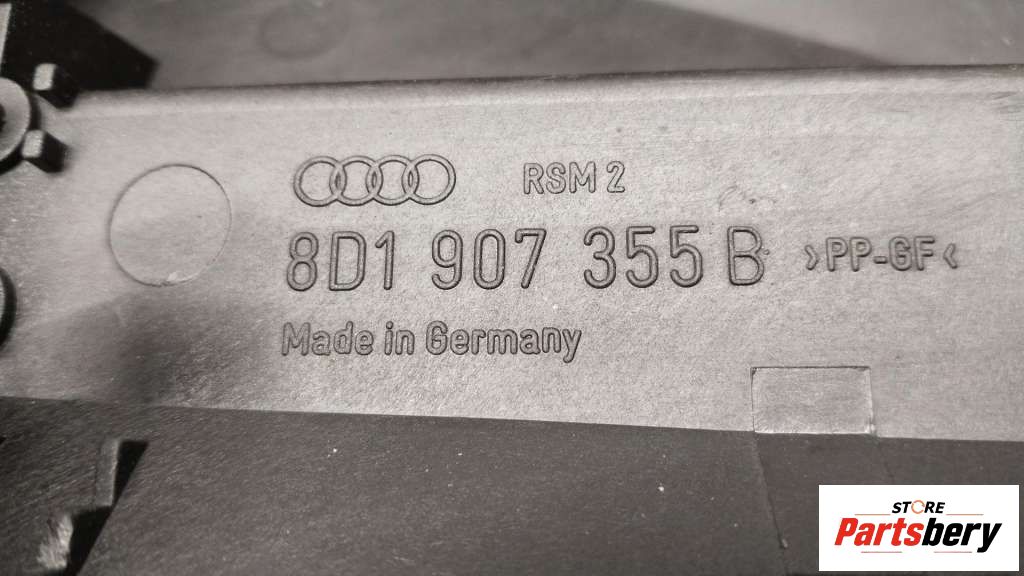 RSM 2
8D1 907 355 B >PP-GF<
Made in Germany
STORE
Partsbery